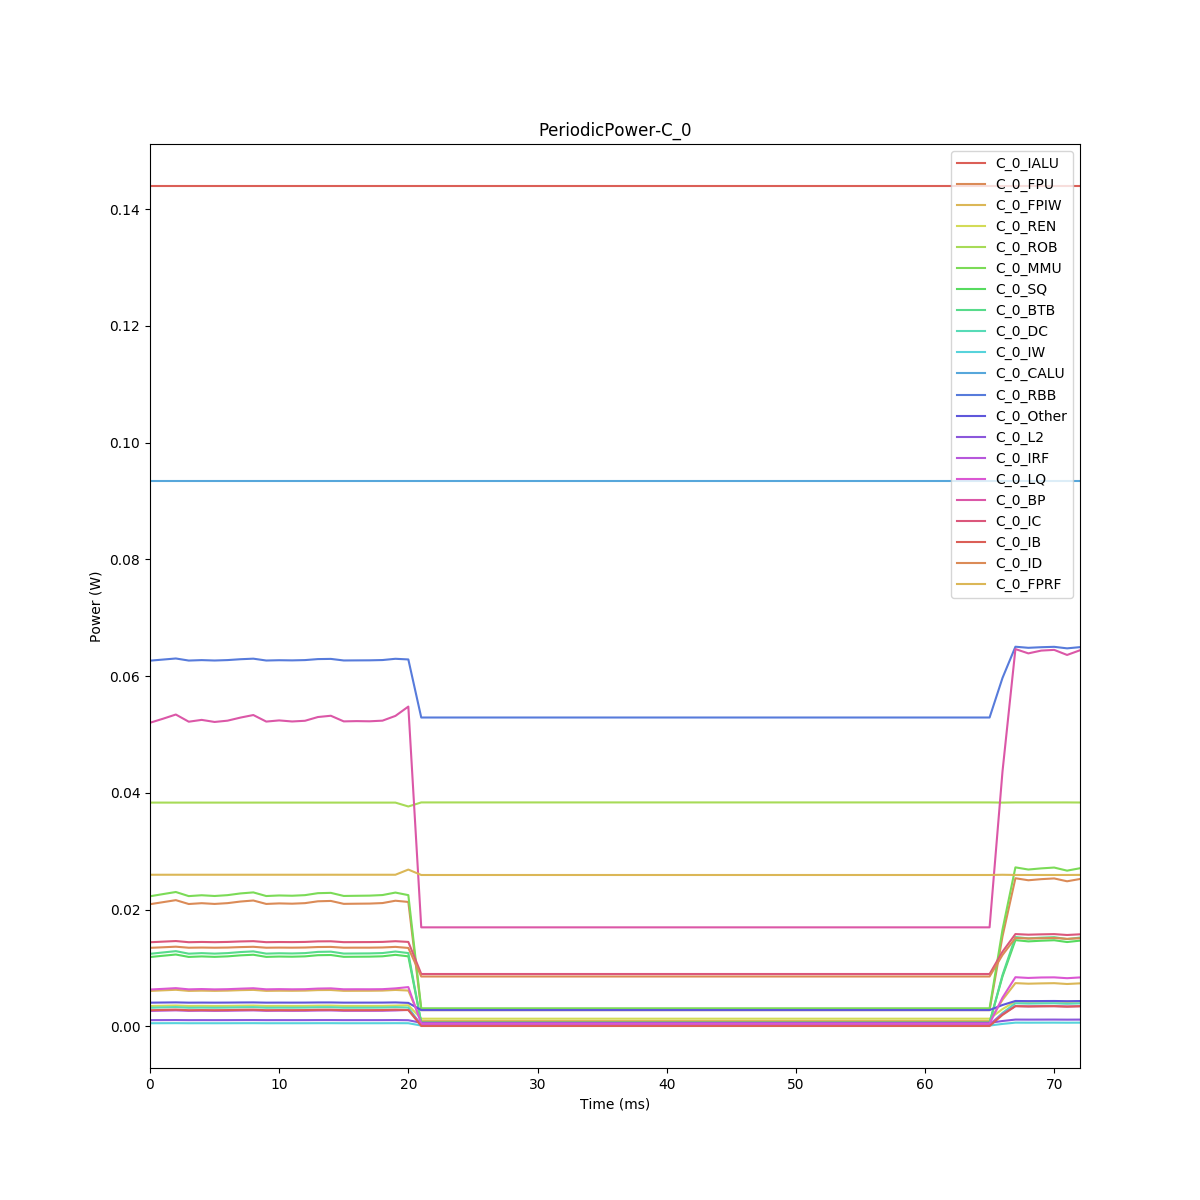 PeriodicPower-C_0
C_0_IALU
C_0_FPU
C_0_FPIW
C_0_REN
C_0_ROB
C_0_MMU
C_0_SQ
C_0_BTB
C_0_DC
C_0_IW
C_0_CALU
C_0_RBB
C_0_Other
C_0_L2
C_0_IRF
C_0_LQ
C_0_BP
C_0_IC
C_0_IB
C_0_ID
C_0_FPRF
Power (W)
0.14
0.12
0.10
0.08
0.06
0.04
0.02
0.00
0 10 20 30 40 50 60 70
Time (ms)